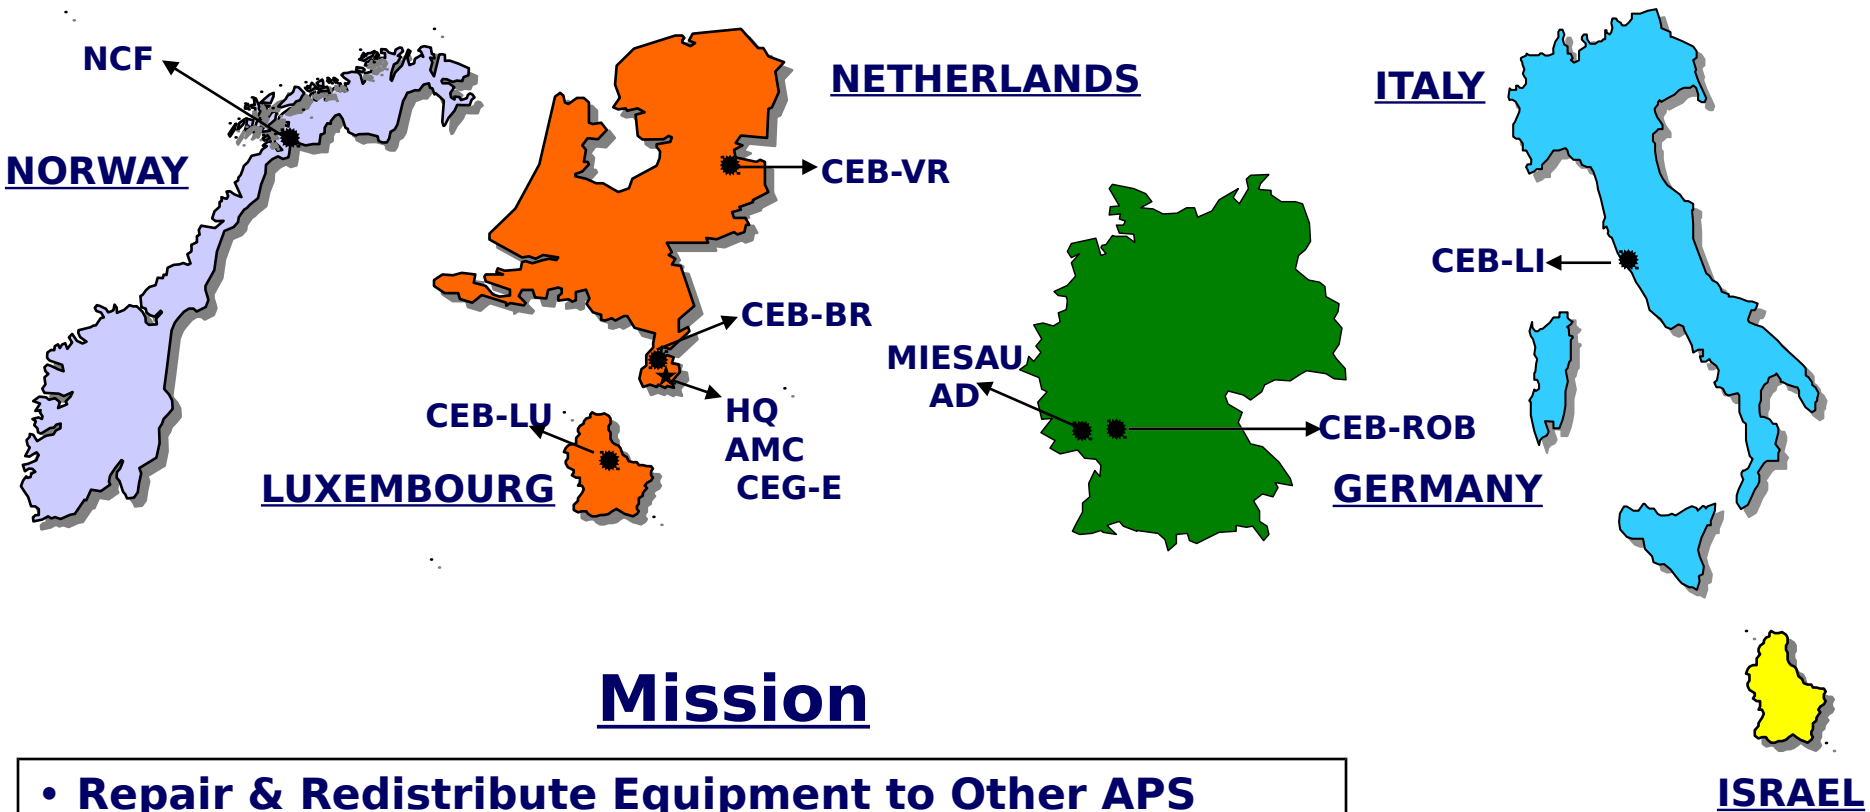 NCF
NORWAY
NETHERLANDS
CEB-VR
CEB-BR
HQ
AMC
CEG-E
CEB-LU
LUXEMBOURG
MIESAU
AD
CEB-ROB
GERMANY
ITALY
CEB-LI
ISRAEL
Mission
• Repair & Redistribute Equipment to Other APS